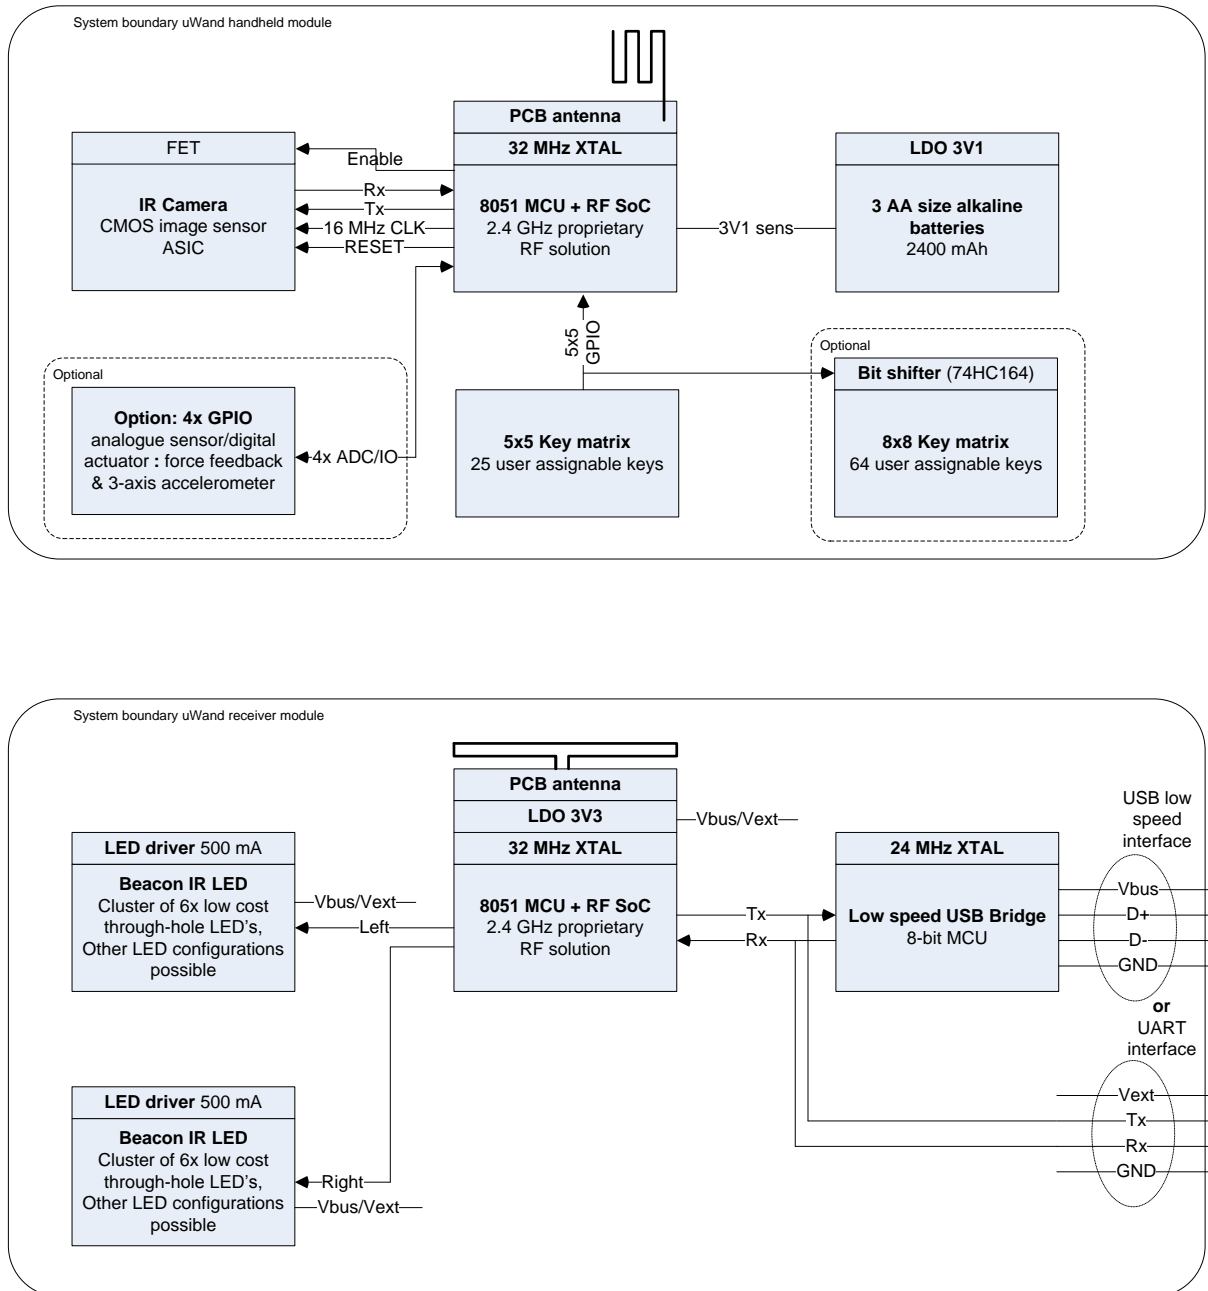 System boundary uWand handheld module
PCB antenna
32 MHz XTAL
8051 MCU + RF SoC
2.4 GHz proprietary
RF solution
FET
IR Camera
CMOS image sensor
ASIC
Enable
Rx
Tx
16 MHz CLK
RESET
LDO 3V1
3 AA size alkaline
batteries
2400 mAh
3V1 sens
5x5
GPIO
Optional
Option: 4x GPIO
analogue sensor/digital
actuator : force feedback
& 3-axis accelerometer
4x ADC/IO
5x5 Key matrix
25 user assignable keys
Optional
Bit shifter (74HC164)
8x8 Key matrix
64 user assignable keys
System boundary uWand receiver module
PCB antenna
LDO 3V3
32 MHz XTAL
8051 MCU + RF SoC
2.4 GHz proprietary
RF solution
Vbus/Vext
LED driver 500 mA
Beacon IR LED
Cluster of 6x low cost
through-hole LED's,
Other LED configurations
possible
Vbus/Vext
Left
Tx
Rx
24 MHz XTAL
Low speed USB Bridge
8-bit MCU
USB low
speed
interface
Vbus
D+
D-
GND
or
UART
interface
Vext
Tx
Rx
GND
LED driver 500 mA
Beacon IR LED
Cluster of 6x low cost
through-hole LED's,
Other LED configurations
possible
Right
Vbus/Vext